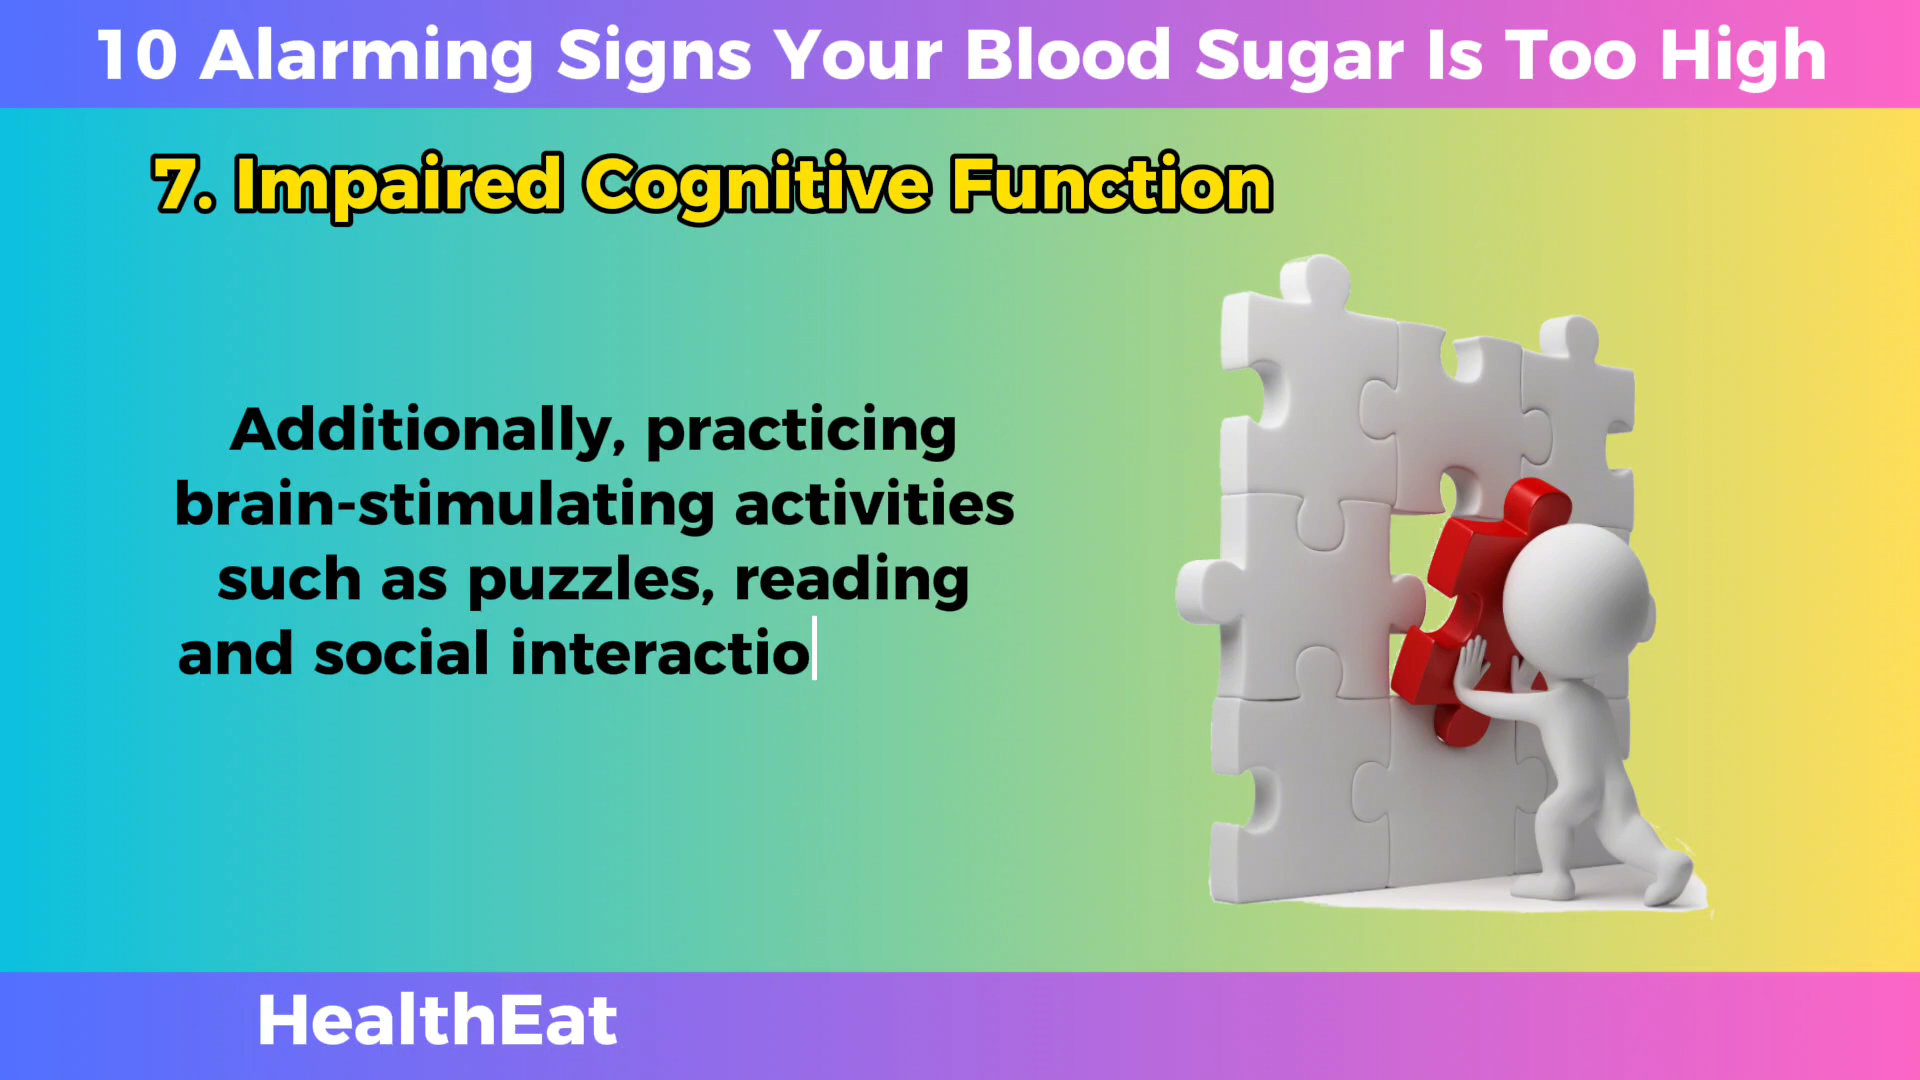 10 Alarming Signs Your Blood Sugar Is Too High
7. Impaired Cognitive Function
Additionally, practicing
brain-stimulating activities
such as puzzles, reading
and social interactio
HealthEat